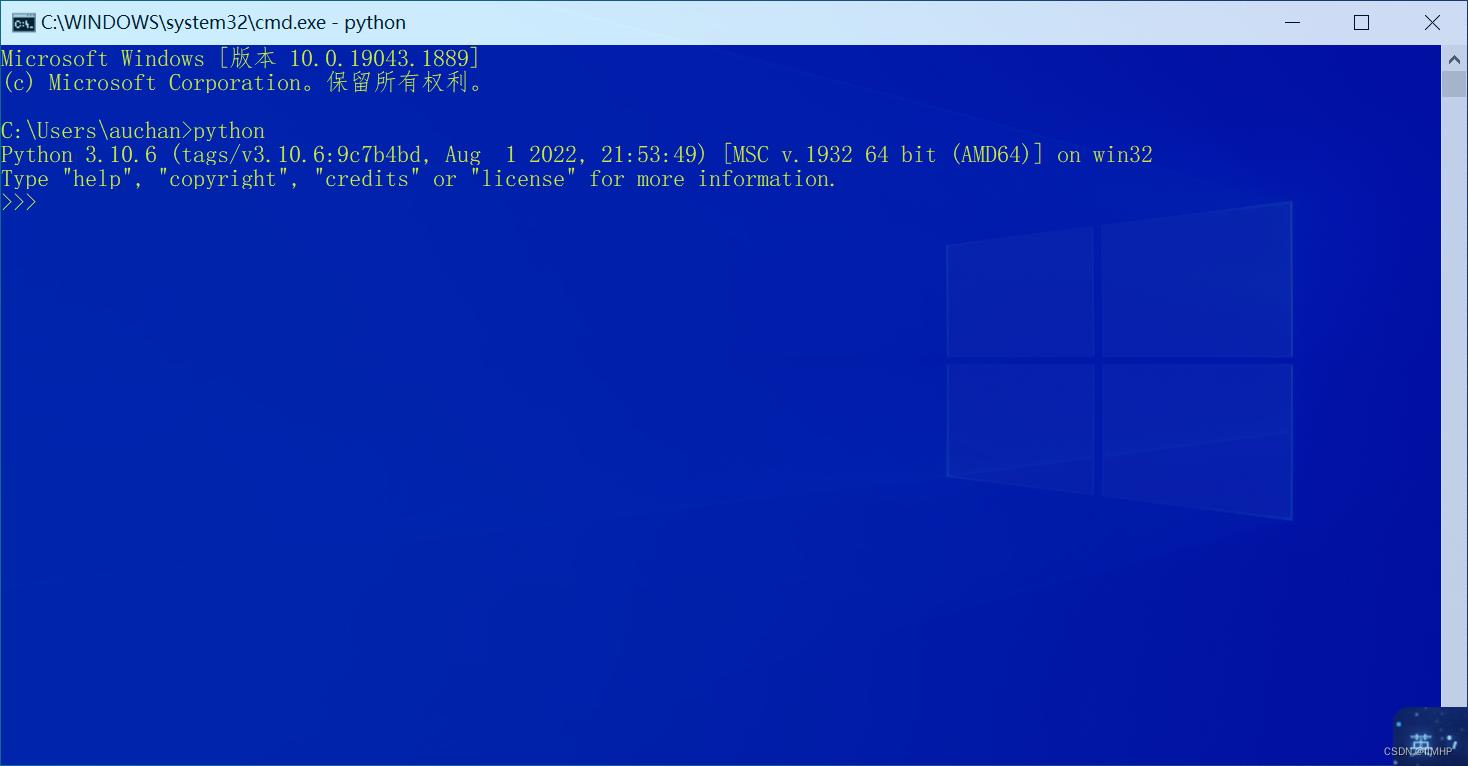 C:\WINDOWS\system32\cmd.exe - python
Microsoft Windows [版本 10.0.19043.1889]
(c) Microsoft Corporation。保留所有权利。
C:\Users\auchan>python
Python 3.10.6 (tags/v3.10.6:9c7b4bd, Aug  1 2022, 21:53:49) [MSC v.1932 64 bit (AMD64)] on win32
Type "help", "copyright", "credits" or "license" for more information.
>>>
英
CSDN